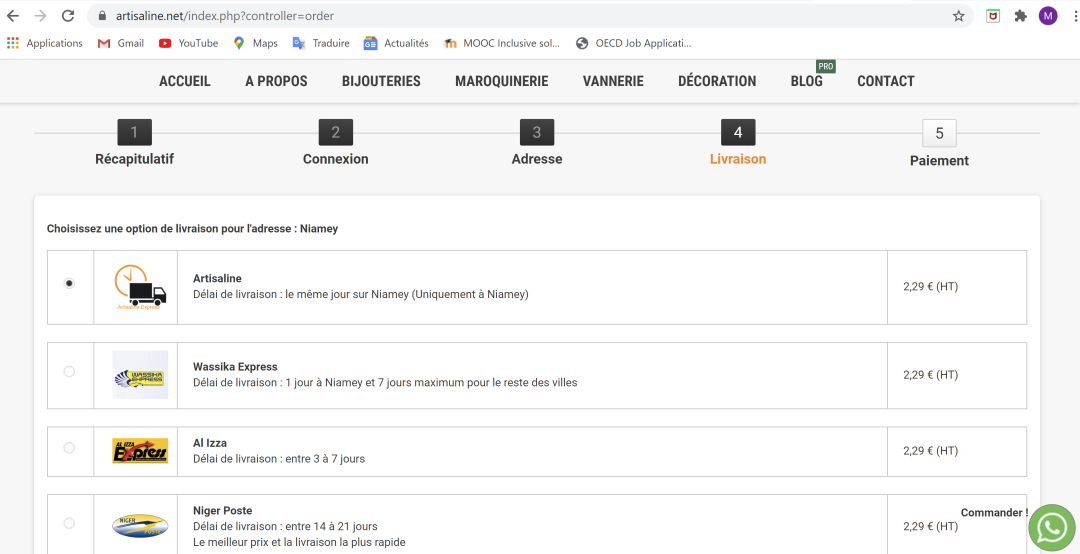 artisaline.net/index.php?controller=order
M
Applications
Gmail
YouTube
Maps
Traduire
Actualités
MOOC Inclusive sol...
OECD Job Applicati...
ACCUEIL
A PROPOS
BIJOUTERIES
MAROQUINERIE
VANNERIE
DÉCORATION
BLOG
PRO
CONTACT
1
2
3
4
5
Récapitulatif
Connexion
Adresse
Livraison
Paiement
Choisissez une option de livraison pour l'adresse : Niamey
Artisaline Express
Artisaline
Délai de livraison : le même jour sur Niamey (Uniquement à Niamey)
2,29 € (HT)
WASSIKA
EXPRESS
Wassika Express
Délai de livraison : 1 jour à Niamey et 7 jours maximum pour le reste des villes
2,29 € (HT)
AL IZZA
Express
Al Izza
Délai de livraison : entre 3 à 7 jours
2,29 € (HT)
NIGER
POSTE
Niger Poste
Délai de livraison : entre 14 à 21 jours
Le meilleur prix et la livraison la plus rapide
2,29 € (HT)
Commander !